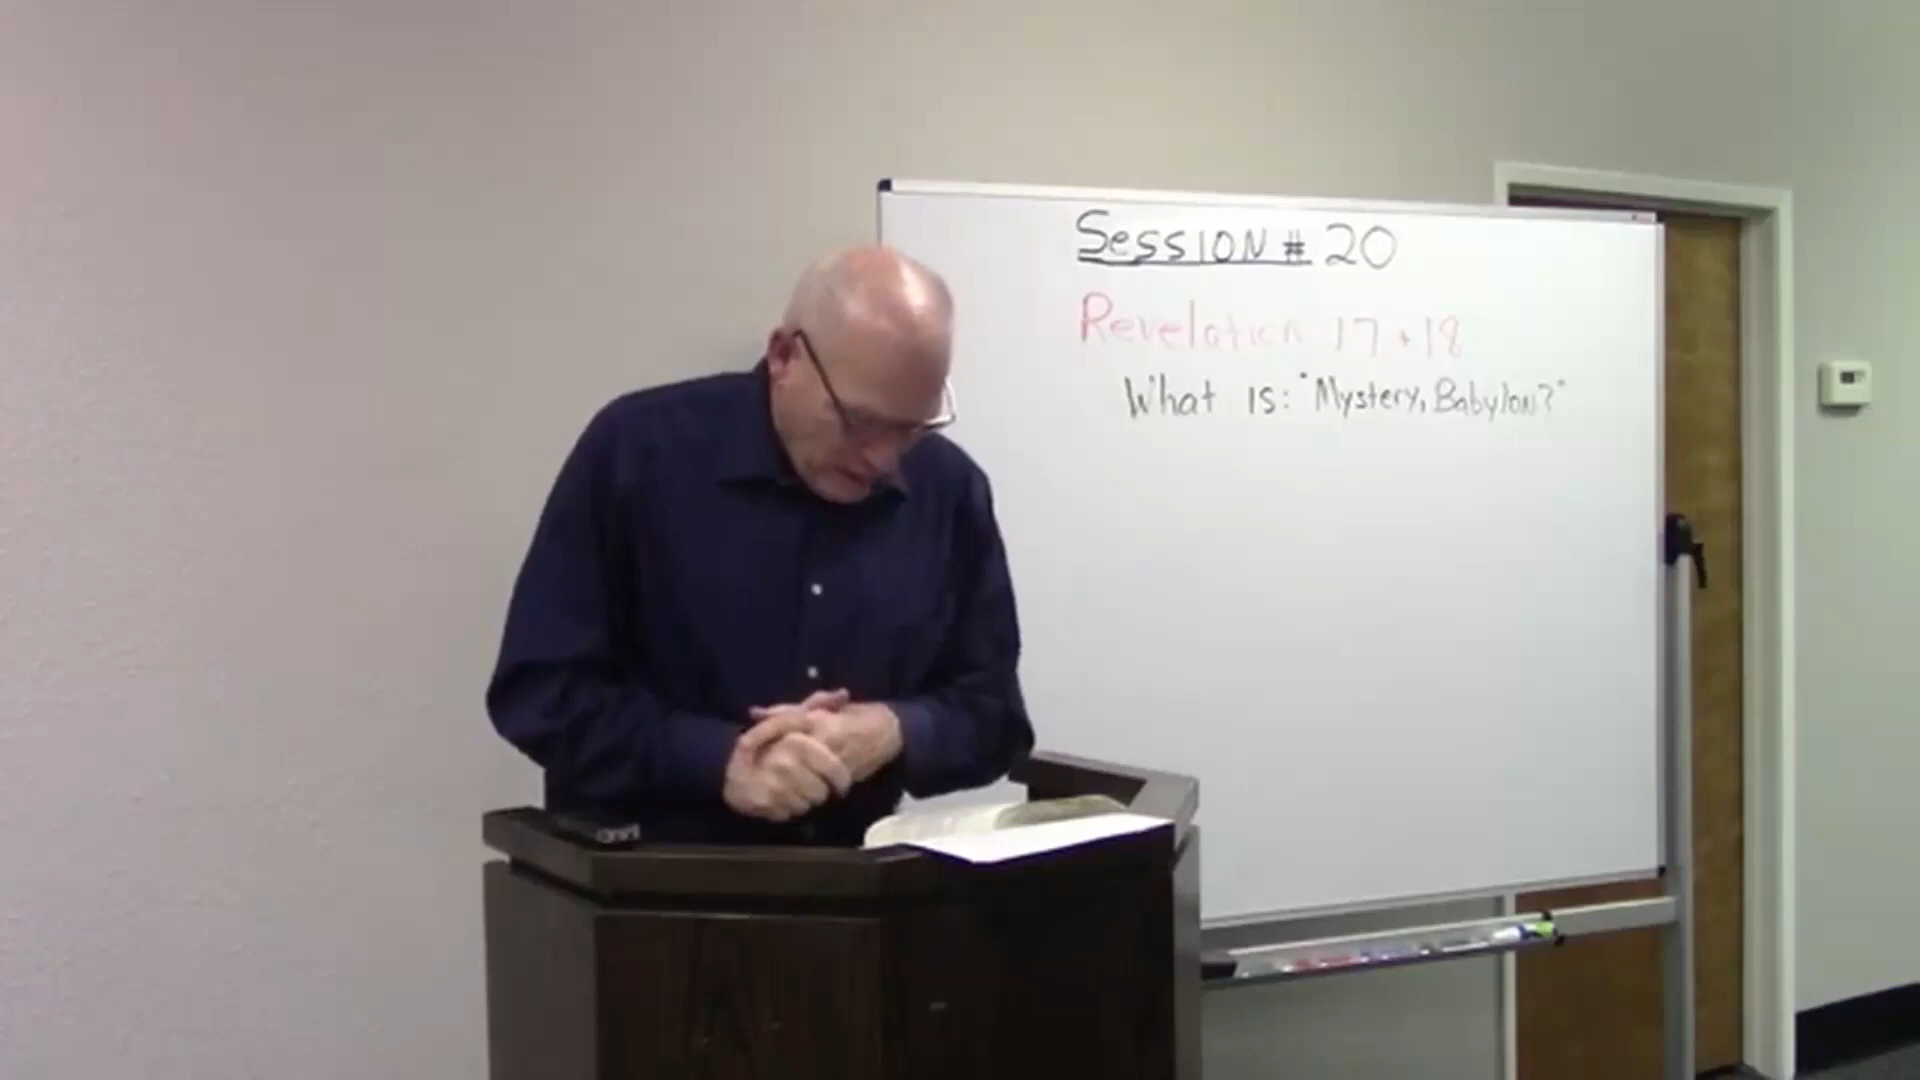 Session # 20
Revelation 17 + 18
What is: "Mystery, Babylon?"